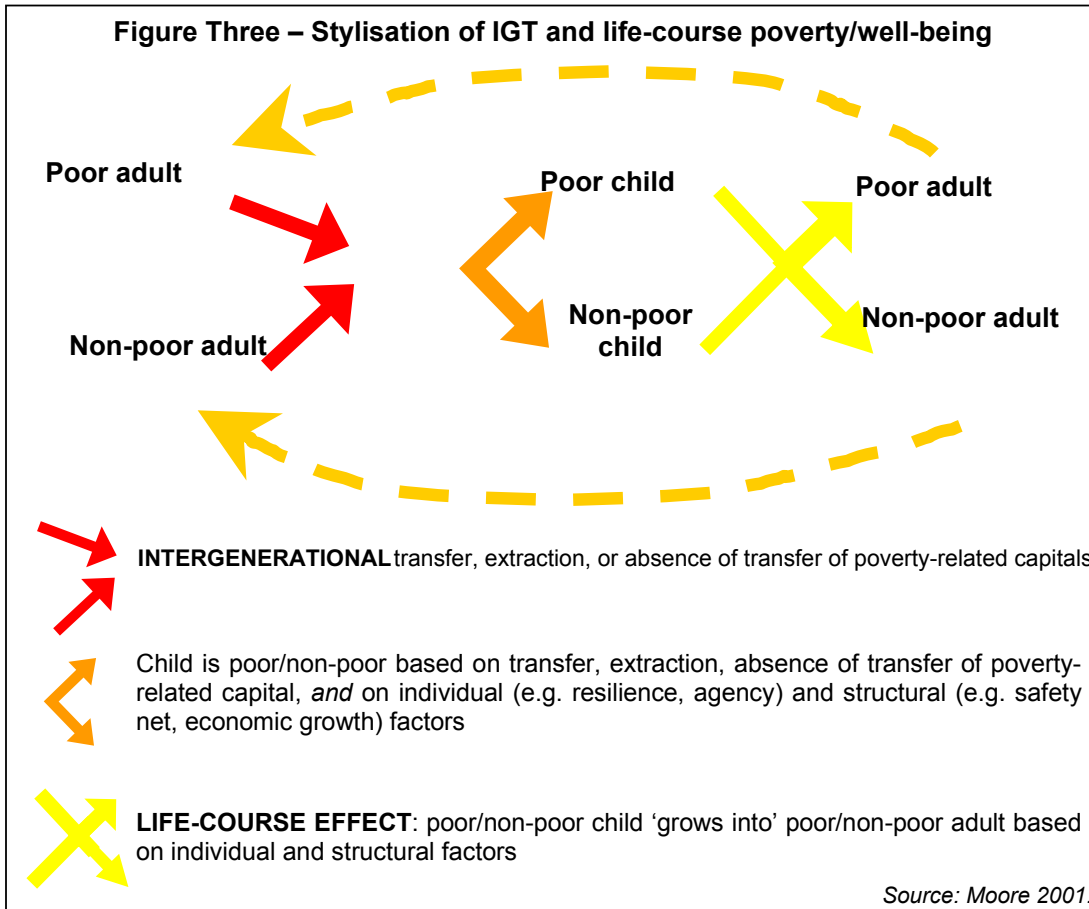 Figure Three – Stylisation of IGT and life-course poverty/well-being
Poor adult
Poor child
Poor adult
Non-poor adult
Non-poor
child
Non-poor adult
INTERGENERATIONAL transfer, extraction, or absence of transfer of poverty-related capitals
Child is poor/non-poor based on transfer, extraction, absence of transfer of poverty-
related capital, and on individual (e.g. resilience, agency) and structural (e.g. safety
net, economic growth) factors
LIFE-COURSE EFFECT: poor/non-poor child ‘grows into’ poor/non-poor adult based
on individual and structural factors
Source: Moore 2001.